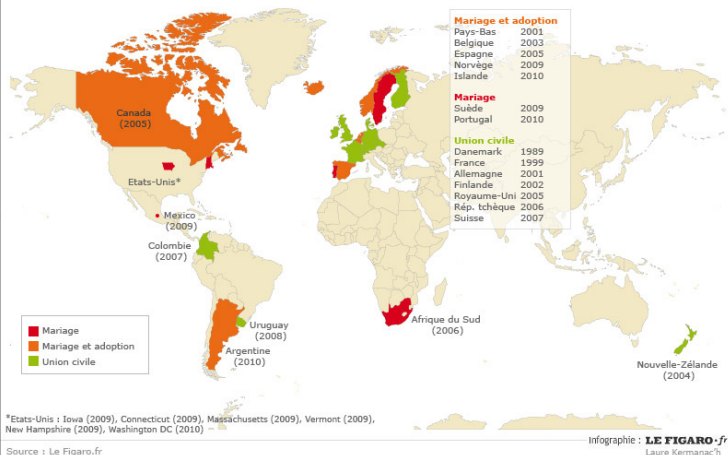 Mariage et adoption
Pays-Bas 2001
Belgique 2003
Espagne 2005
Norvège 2009
Islande 2010
Mariage
Suède 2009
Portugal 2010
Union civile
Danemark 1989
France 1999
Allemagne 2001
Finlande 2002
Royaume-Uni 2005
Rép. tchèque 2006
Suisse 2007
Canada
(2005)
Etats-Unis*
Mexico
(2009)
Colombie
(2007)
Uruguay
(2008)
Argentine
(2010)
Afrique du Sud
(2006)
Nouvelle-Zélande
(2004)
Mariage
Mariage et adoption
Union civile
*Etats-Unis : Iowa (2009), Connecticut (2009), Massachusetts (2009), Vermont (2009),
New Hampshire (2009), Washington DC (2010)
Infographie : LE FIGARO·fr
Source : Le Figaro.fr
Laure Kermanac'h